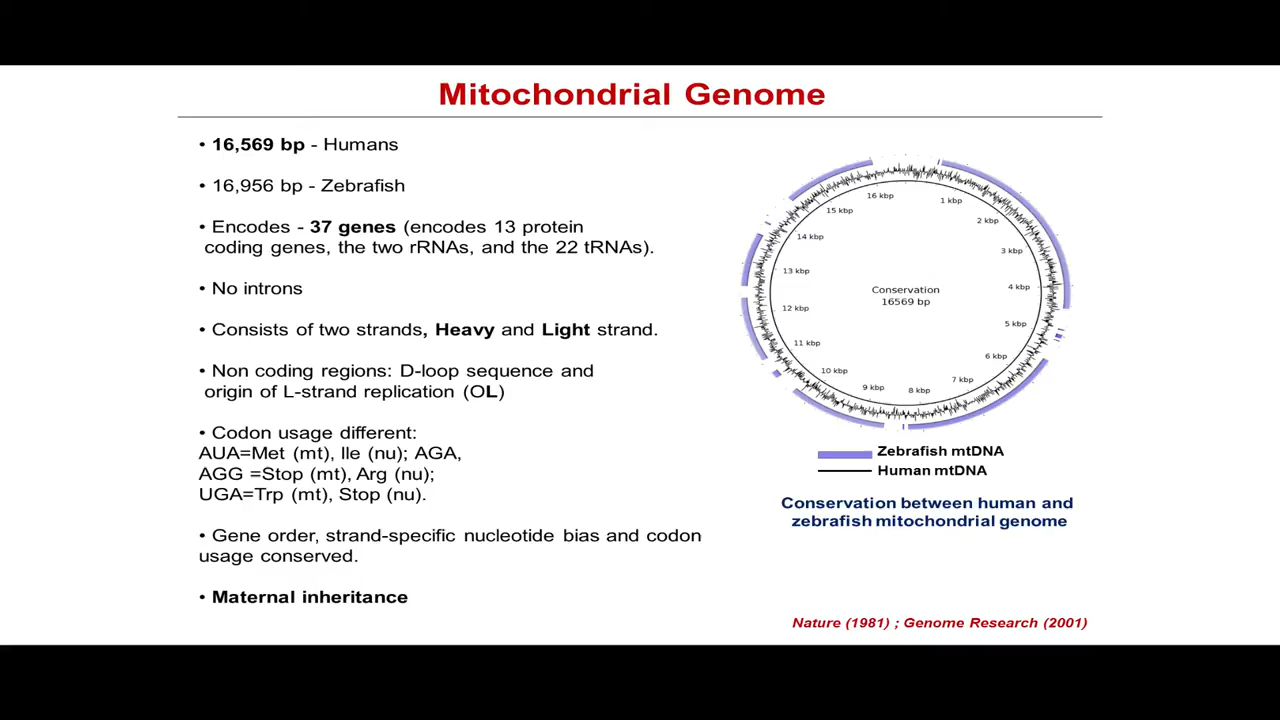 Mitochondrial Genome
• 16,569 bp - Humans
• 16,956 bp - Zebrafish
• Encodes - 37 genes (encodes 13 protein
coding genes, the two rRNAs, and the 22 tRNAs).
• No introns
• Consists of two strands, Heavy and Light strand.
• Non coding regions: D-loop sequence and
origin of L-strand replication (OL)
• Codon usage different:
AUA=Met (mt), Ile (nu); AGA,
AGG =Stop (mt), Arg (nu);
UGA=Trp (mt), Stop (nu).
• Gene order, strand-specific nucleotide bias and codon
usage conserved.
• Maternal inheritance
1 kbp
2 kbp
3 kbp
4 kbp
5 kbp
6 kbp
7 kbp
8 kbp
9 kbp
10 kbp
11 kbp
12 kbp
13 kbp
14 kbp
15 kbp
16 kbp
Conservation
16569 bp
Zebrafish mtDNA
Human mtDNA
Conservation between human and
zebrafish mitochondrial genome
Nature (1981) ; Genome Research (2001)